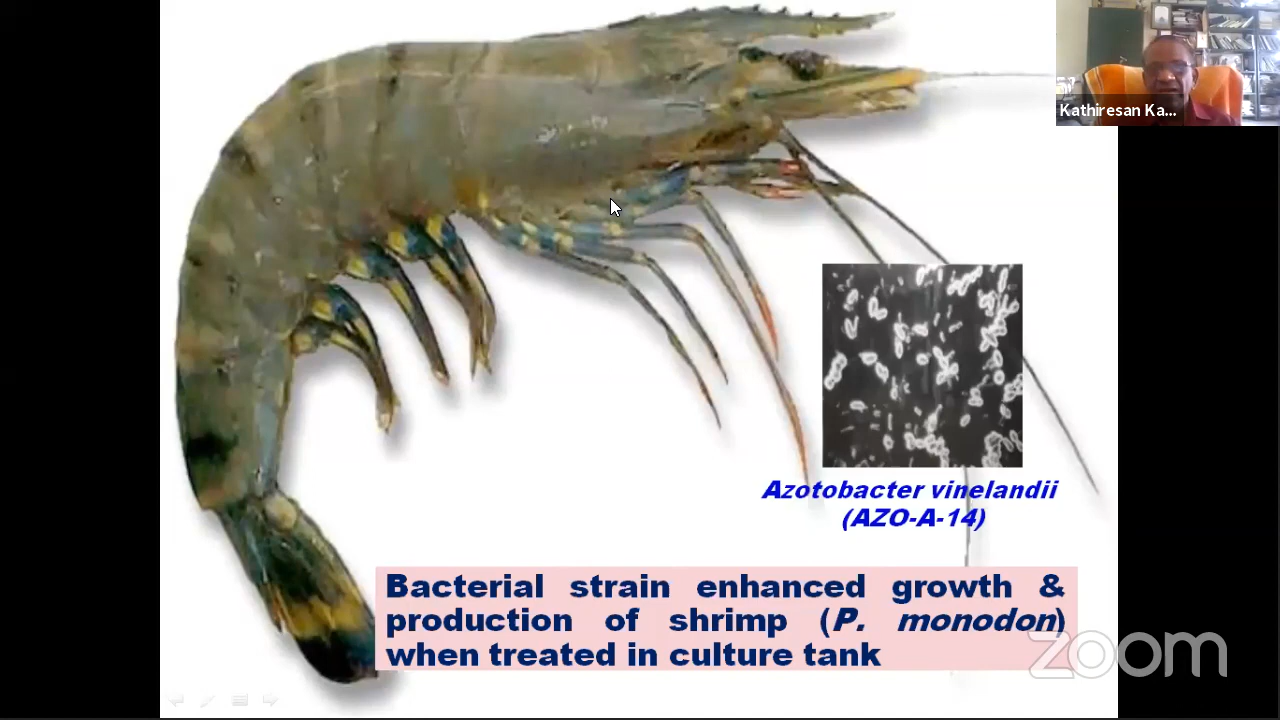 Kathiresan Ka...
Azotobacter vinelandii
(AZO-A-14)
Bacterial strain enhanced growth &
production of shrimp (P. monodon)
when treated in culture tank
zoom